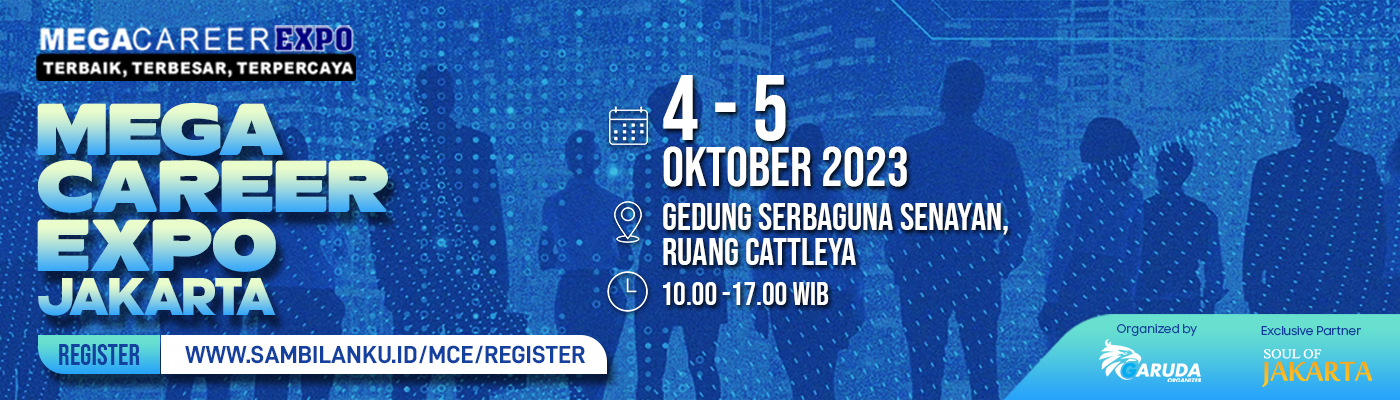 MEGACAREEREXPO
TERBAIK, TERBESAR, TERPERCAYA
MEGA
CAREER
EXPO
JAKARTA
REGISTER
WWW.SAMBILANKU.ID/MCE/REGISTER
4 - 5
OKTOBER 2023
GEDUNG SERBAGUNA SENAYAN,
RUANG CATTLEYA
10.00 -17.00 WIB
Organized by
GARUDA
ORGANIZER
Exclusive Partner
SOUL OF
JAKARTA